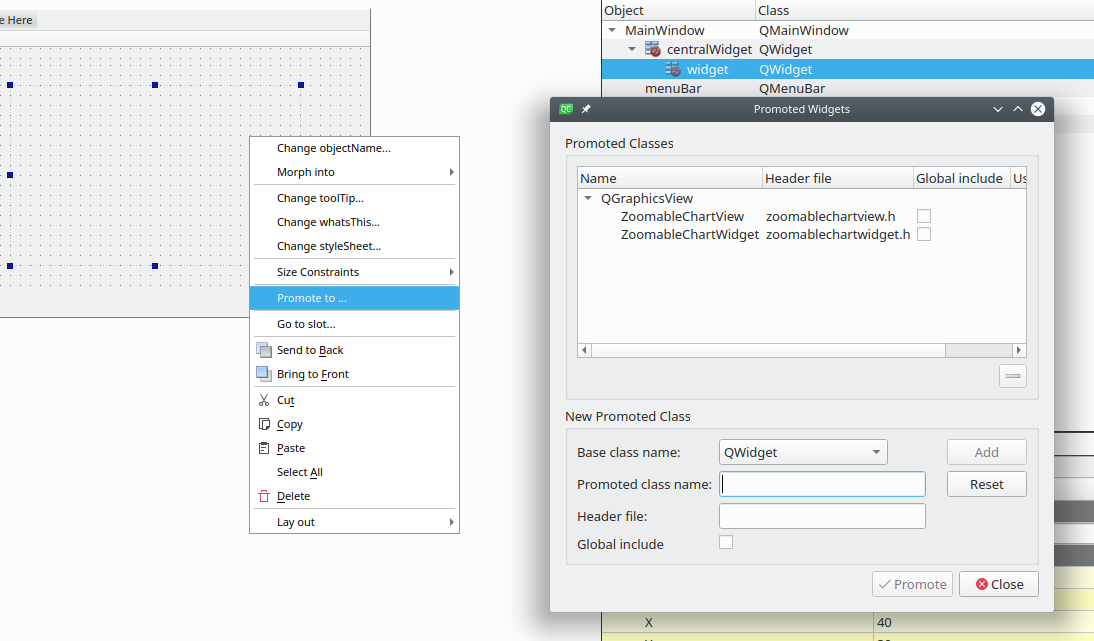 e Here
Object Class
MainWindow QMainWindow
centralWidget QWidget
widget QWidget
menuBar QMenuBar
Change objectName...
Morph into
Change toolTip...
Change whatsThis...
Change styleSheet...
Size Constraints
Promote to ...
Go to slot...
Send to Back
Bring to Front
Cut
Copy
Paste
Select All
Delete
Lay out
QC Promoted Widgets
Promoted Classes
Name Header file Global include Us
QGraphicsView
ZoomableChartView zoomablechartview.h
ZoomableChartWidget zoomablechartwidget.h
New Promoted Class
Base class name: QWidget Add
Promoted class name: Reset
Header file:
Global include
Promote Close
X 40